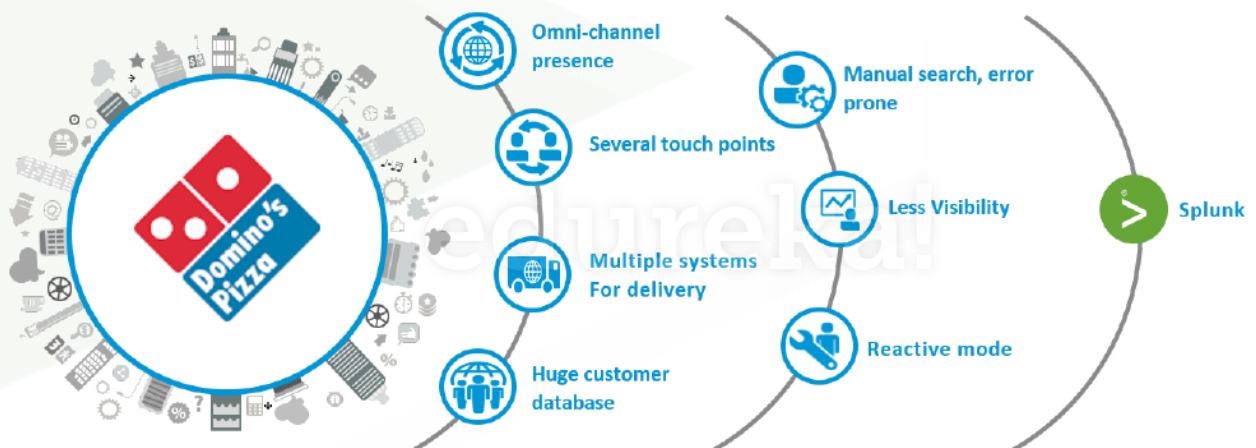 Domino's
Pizza
Omni-channel
presence
Several touch points
Multiple systems
For delivery
Huge customer
database
Manual search, error
prone
Less Visibility
Reactive mode
Splunk
edureka!